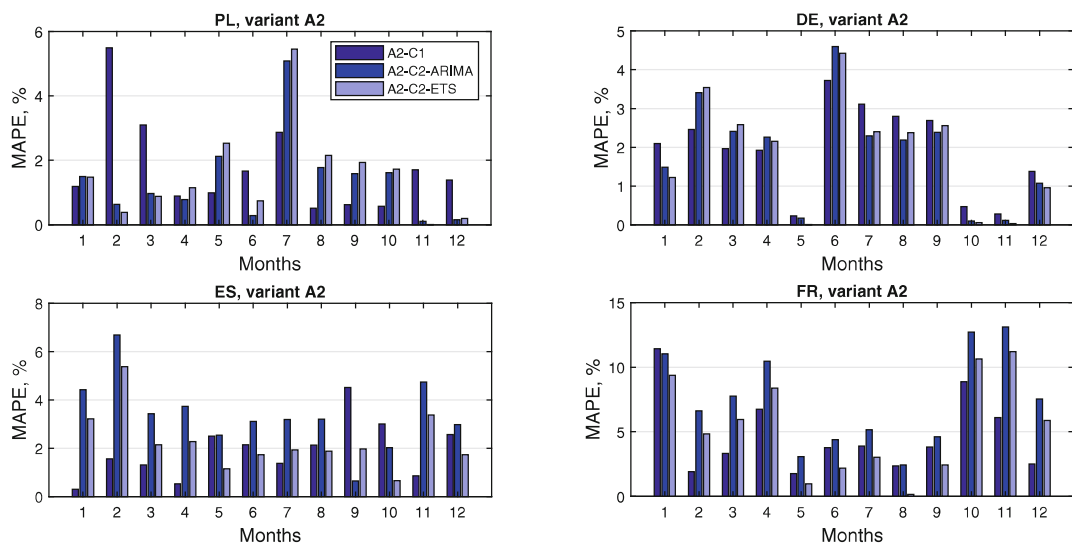 PL, variant A2
MAPE, %
6
4
2
0
A2-C1
A2-C2-ARIMA
A2-C2-ETS
1 2 3 4 5 6 7 8 9 10 11 12
Months
DE, variant A2
MAPE, %
5
4
3
2
1
0
1 2 3 4 5 6 7 8 9 10 11 12
Months
ES, variant A2
MAPE, %
8
6
4
2
0
1 2 3 4 5 6 7 8 9 10 11 12
Months
FR, variant A2
MAPE, %
15
10
5
0
1 2 3 4 5 6 7 8 9 10 11 12
Months